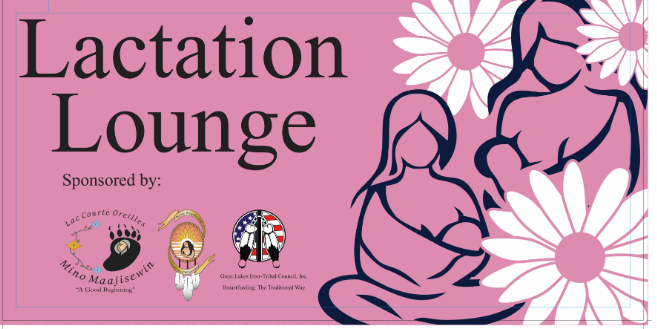 Lactation
Lounge
Sponsored by:
Lac Courte Oreilles
Mino Maajisewin
"A Good Beginning"
Great Lakes Inter-Tribal Council, Inc
Breastfeeding: The Traditional Way